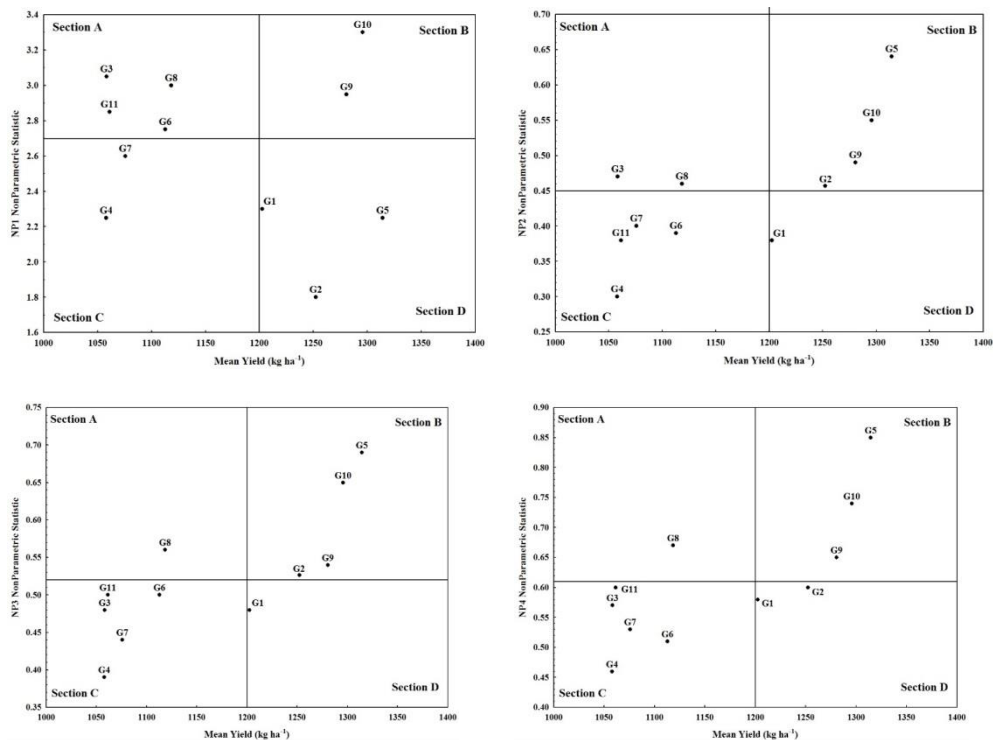 Section A
Section B
G10
G3
G8
G9
G11
G6
G7
G1
G4
G5
G2
Section C
Section D
NP1 NonParametric Statistic
3.4
3.2
3.0
2.8
2.6
2.4
2.2
2.0
1.8
1.6
1000 1050 1100 1150 1200 1250 1300 1350 1400
Mean Yield (kg ha⁻¹)
Section A
Section B
G5
G10
G9
G3
G8
G2
G7
G6
G11
G1
G4
Section C
Section D
NP2 NonParametric Statistic
0.70
0.65
0.60
0.55
0.50
0.45
0.40
0.35
0.30
0.25
1000 1050 1100 1150 1200 1250 1300 1350 1400
Mean Yield (kg ha⁻¹)
Section A
Section B
G5
G10
G8
G9
G2
G11
G6
G3
G1
G7
G4
Section C
Section D
NP3 NonParametric Statistic
0.75
0.70
0.65
0.60
0.55
0.50
0.45
0.40
0.35
1000 1050 1100 1150 1200 1250 1300 1350 1400
Mean Yield (kg ha⁻¹)
Section A
Section B
G5
G10
G8
G9
G11
G2
G3
G1
G7
G6
G4
Section C
Section D
NP4 NonParametric Statistic
0.90
0.85
0.80
0.75
0.70
0.65
0.60
0.55
0.50
0.45
0.40
1000 1050 1100 1150 1200 1250 1300 1350 1400
Mean Yield (kg ha⁻¹)